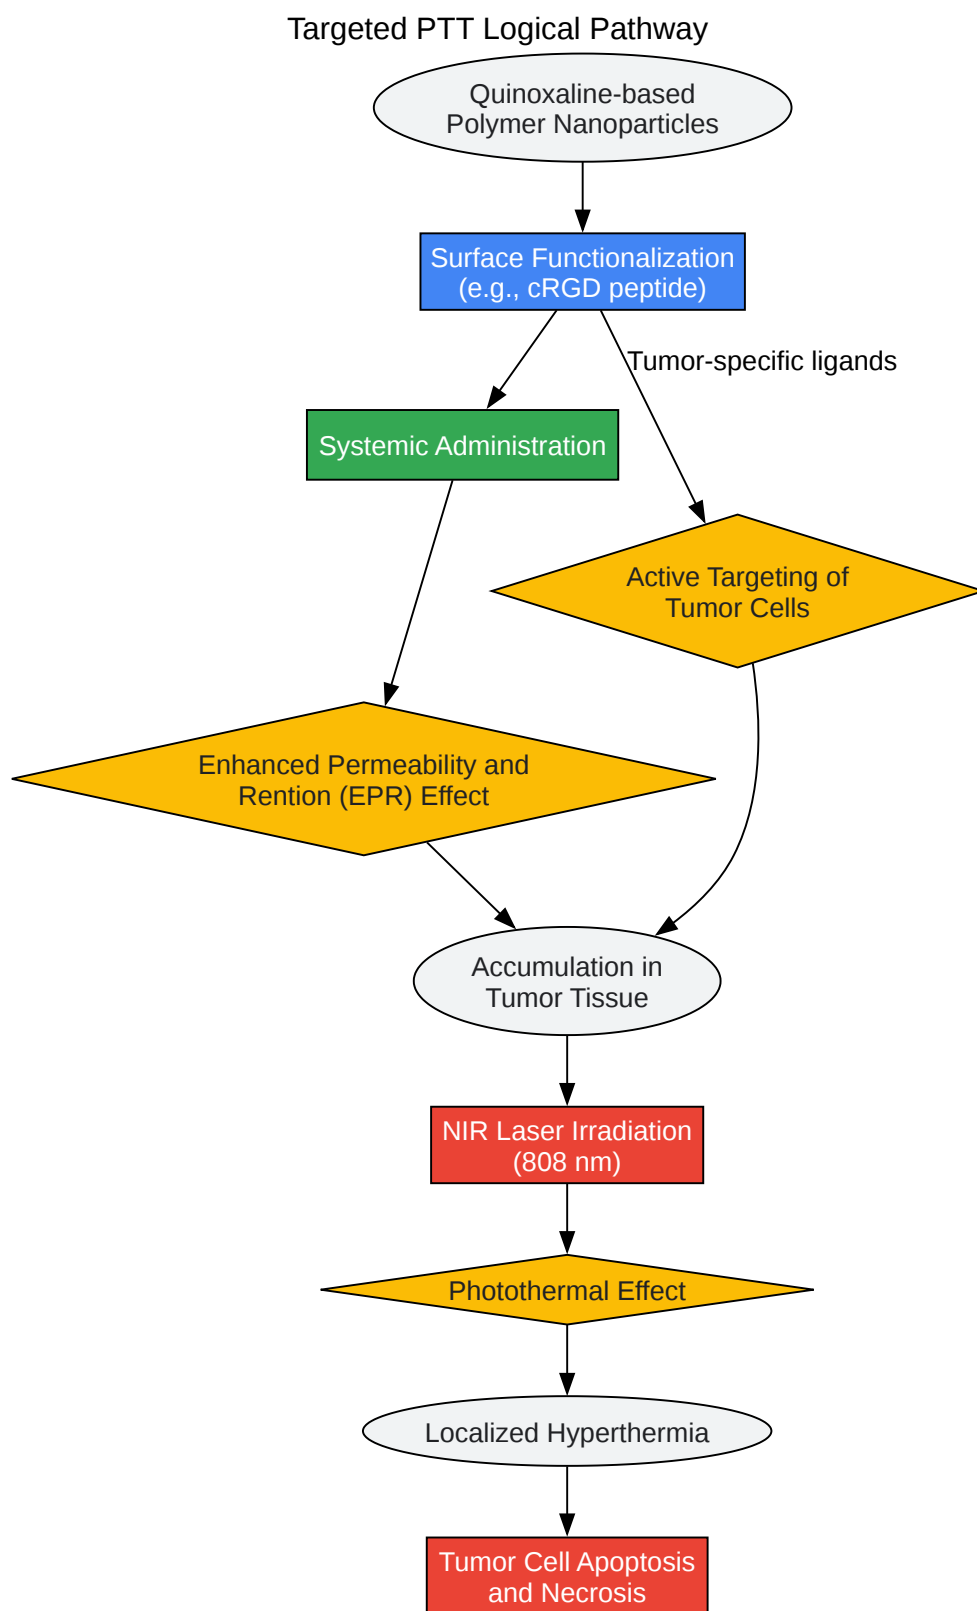 Targeted PTT Logical Pathway
Quinoxaline-based
Polymer Nanoparticles
Surface Functionalization
(e.g., cRGD peptide)
Tumor-specific ligands
Systemic Administration
Active Targeting of
Tumor Cells
Enhanced Permeability and
Rention (EPR) Effect
Accumulation in
Tumor Tissue
NIR Laser Irradiation
(808 nm)
Photothermal Effect
Localized Hyperthermia
Tumor Cell Apoptosis
and Necrosis